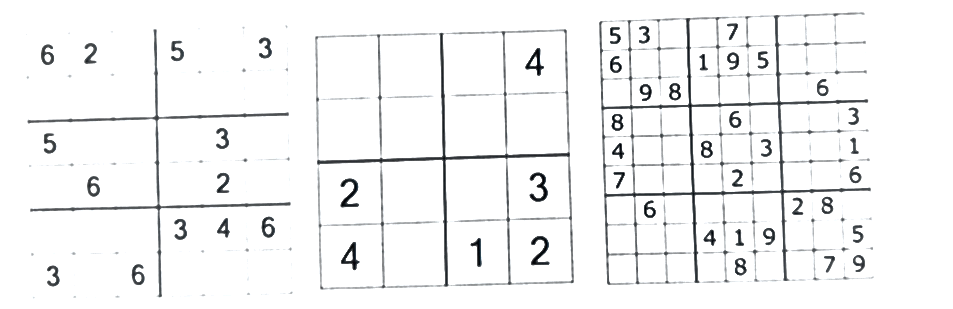 6 2 5 3
5 3
6 2
3 4 6
3 6
4
2 3
4 1 2
5 3 7
6 1 9 5
9 8 6
8 6 3
4 8 3 1
7 2 6
6 2 8
4 1 9 5
8 7 9